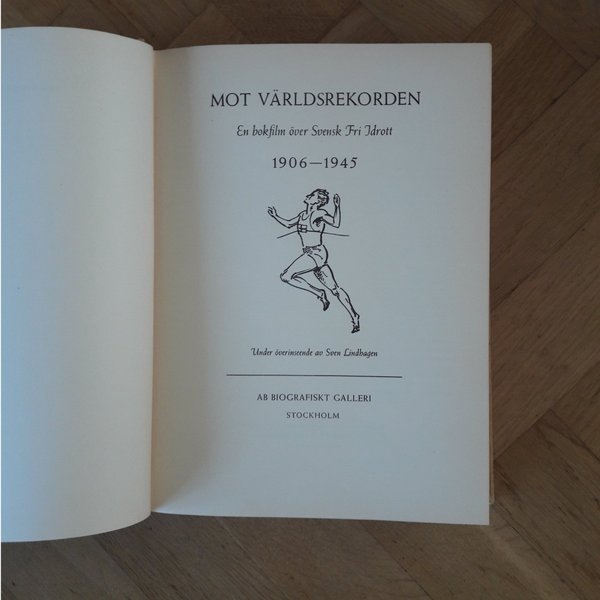 MOT VÄRLDSREKORDEN
En bokfilm över Svensk Fri Idrott
1906—1945
Under överinseende av Sven Lindhagen
AB BIOGRAFISKT GALLERI
STOCKHOLM